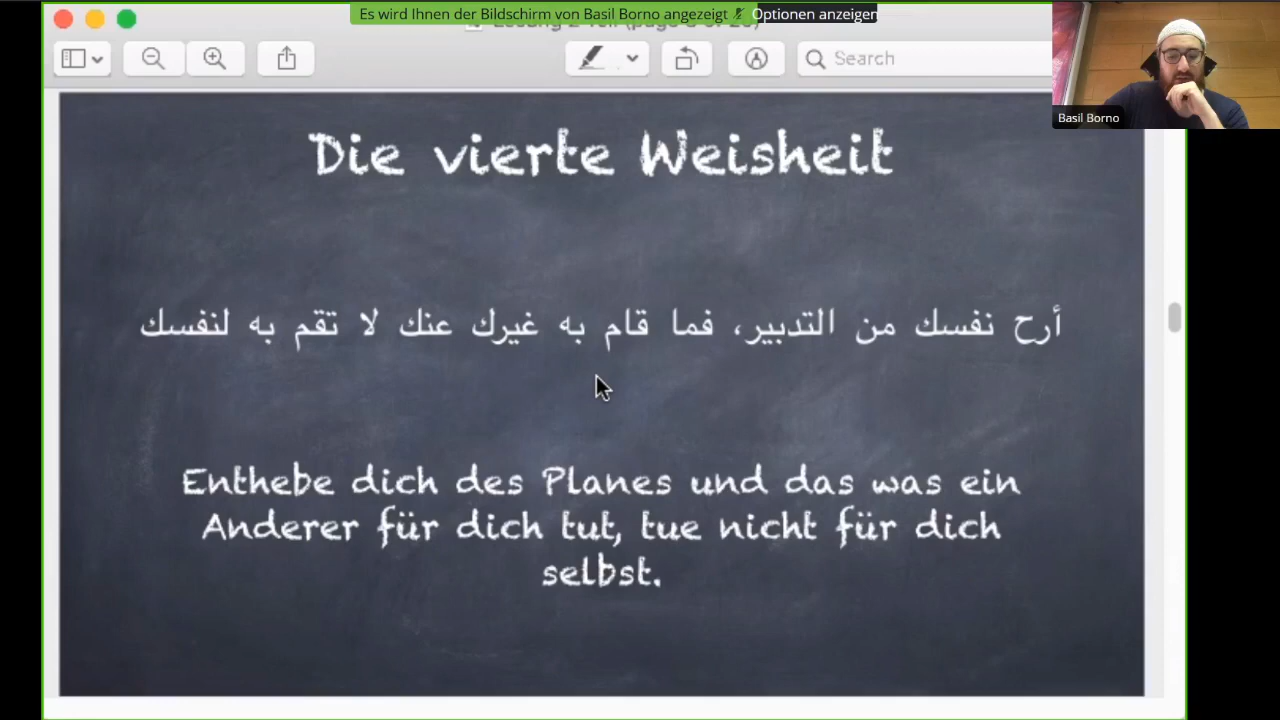 Es wird Ihnen der Bildschirm von Basil Borno angezeigt
Optionen anzeigen
Search
Basil Borno
Die vierte Weisheit
أرح نفسك من التدبير، فما قام به غيرك عنك لا تقم به لنفسك
Enthebe dich des Planes und das was ein
Anderer für dich tut, tue nicht für dich
selbst.